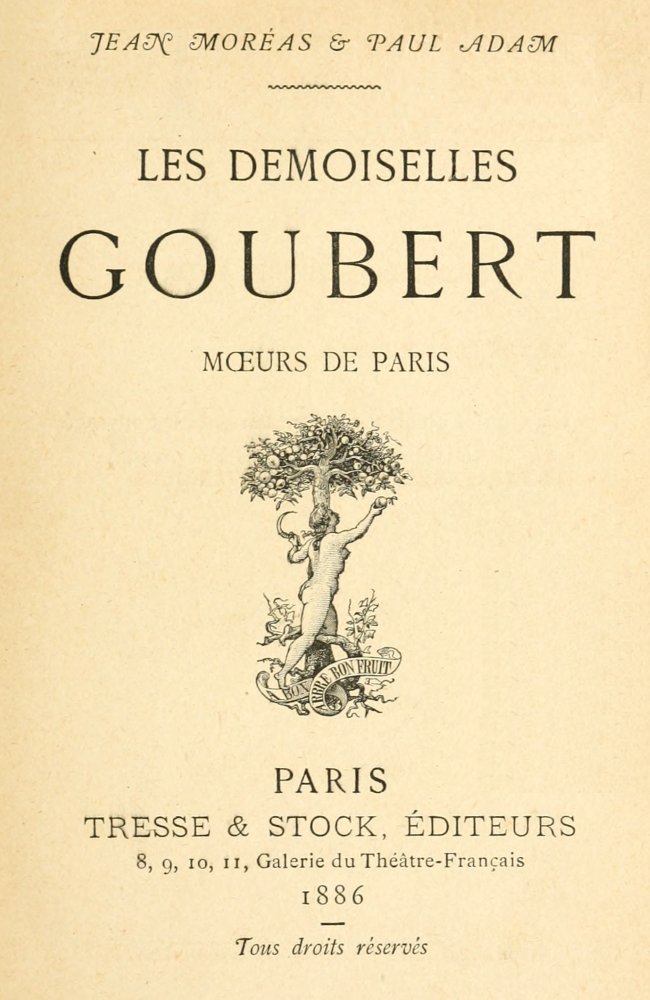 JEAN MORÉAS & PAUL ADAM
LES DEMOISELLES
GOUBERT
MŒURS DE PARIS
A BON ARBRE BON FRUIT
PARIS
TRESSE & STOCK, ÉDITEURS
8, 9, 10, 11, Galerie du Théâtre-Français
1886
Tous droits réservés